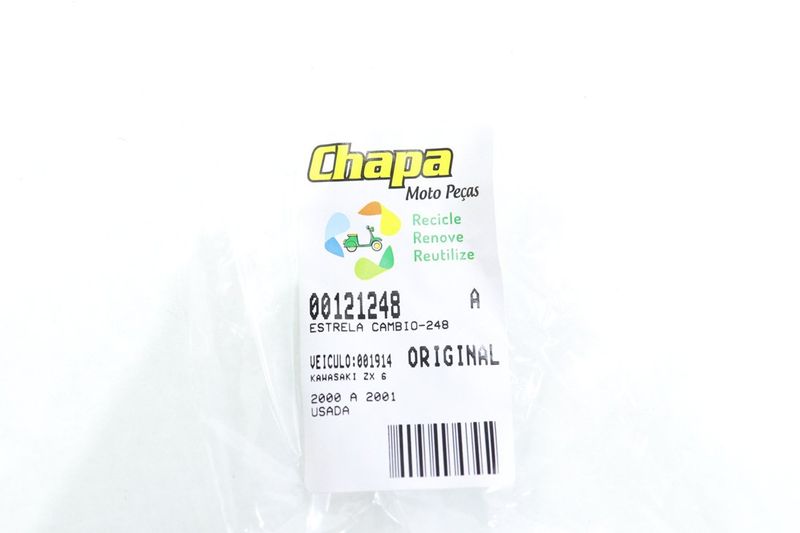 Chapa
Moto Peças
Recicle
Renove
Reutilize
00121248 A
ESTRELA CAMBIO-248
VEICULO:001914 ORIGINAL
KAWASAKI ZX 6
2000 A 2001
USADA